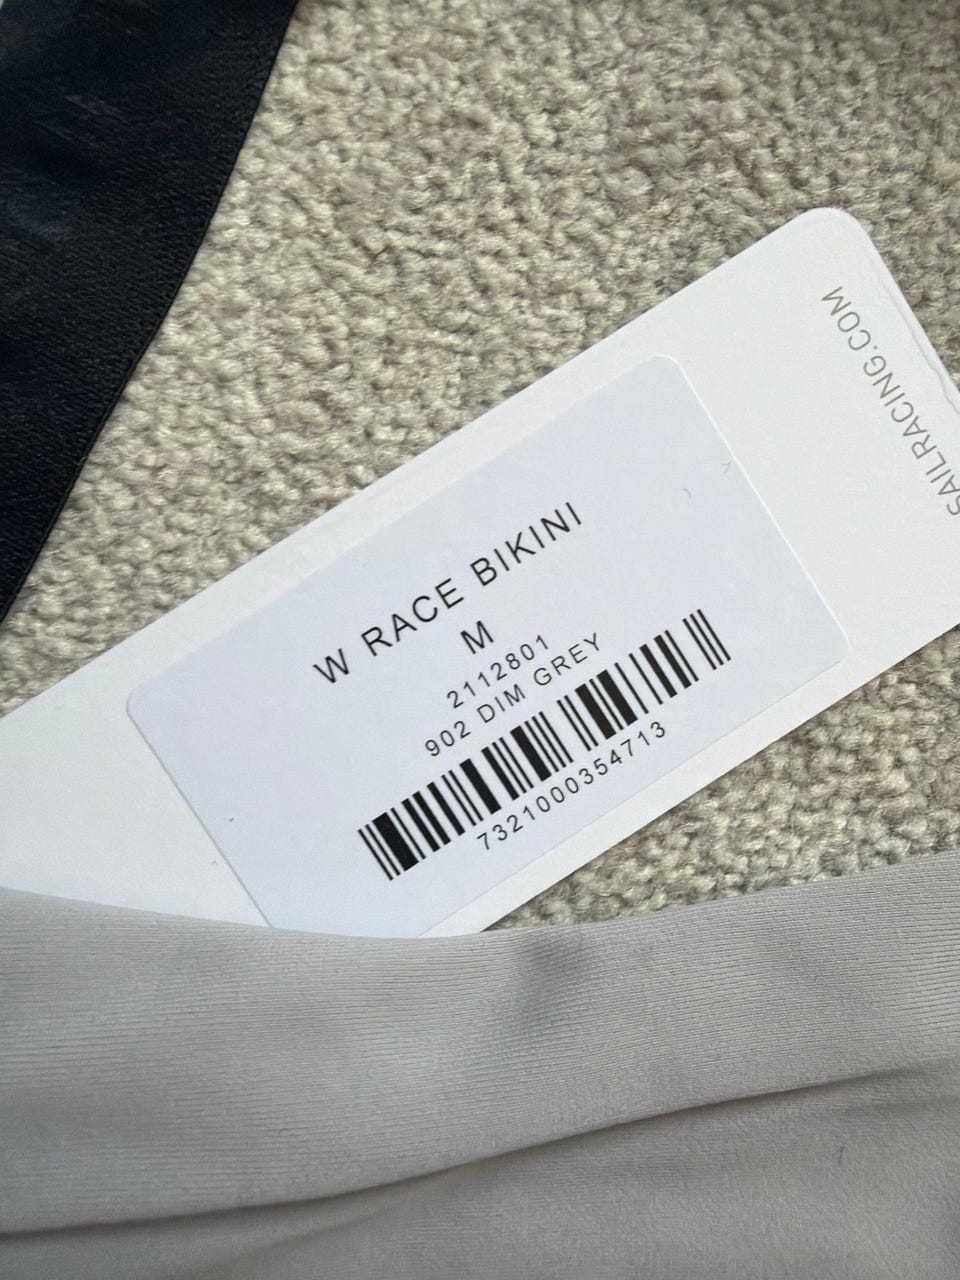 W RACE BIKINI
M
2112801
902 DIM GREY
7321000354713
SAILRACING.COM